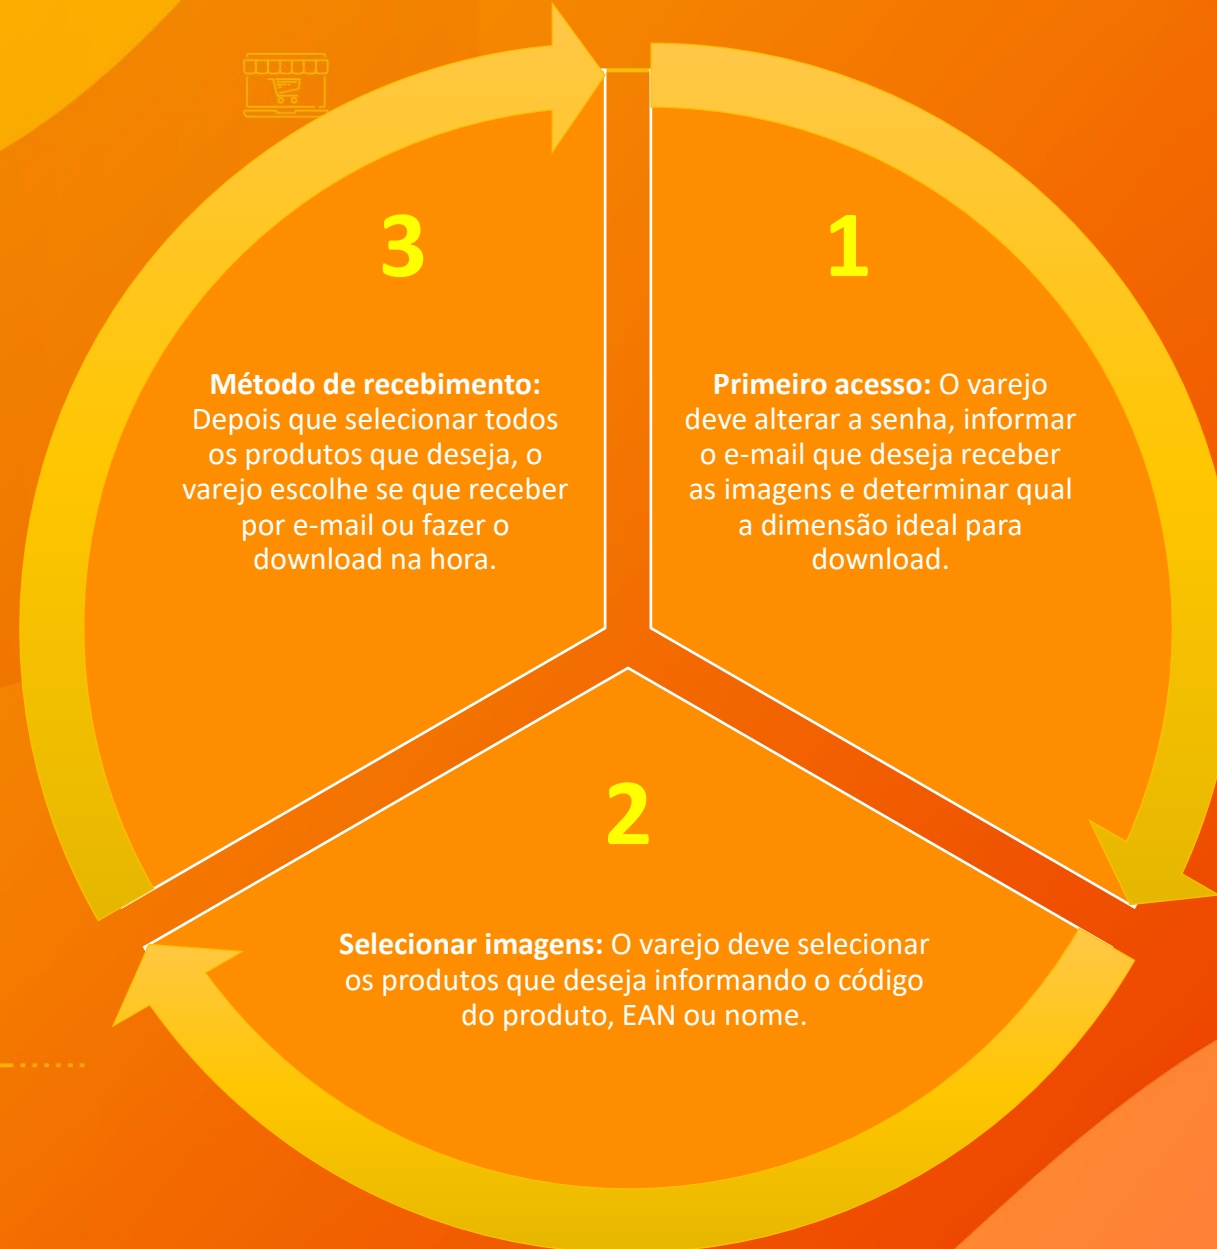 3
Método de recebimento:
Depois que selecionar todos
os produtos que deseja, o
varejo escolhe se que receber
por e-mail ou fazer o
download na hora.
1
Primeiro acesso: O varejo
deve alterar a senha, informar
o e-mail que deseja receber
as imagens e determinar qual
a dimensão ideal para
download.
2
Selecionar imagens: O varejo deve selecionar
os produtos que deseja informando o código
do produto, EAN ou nome.